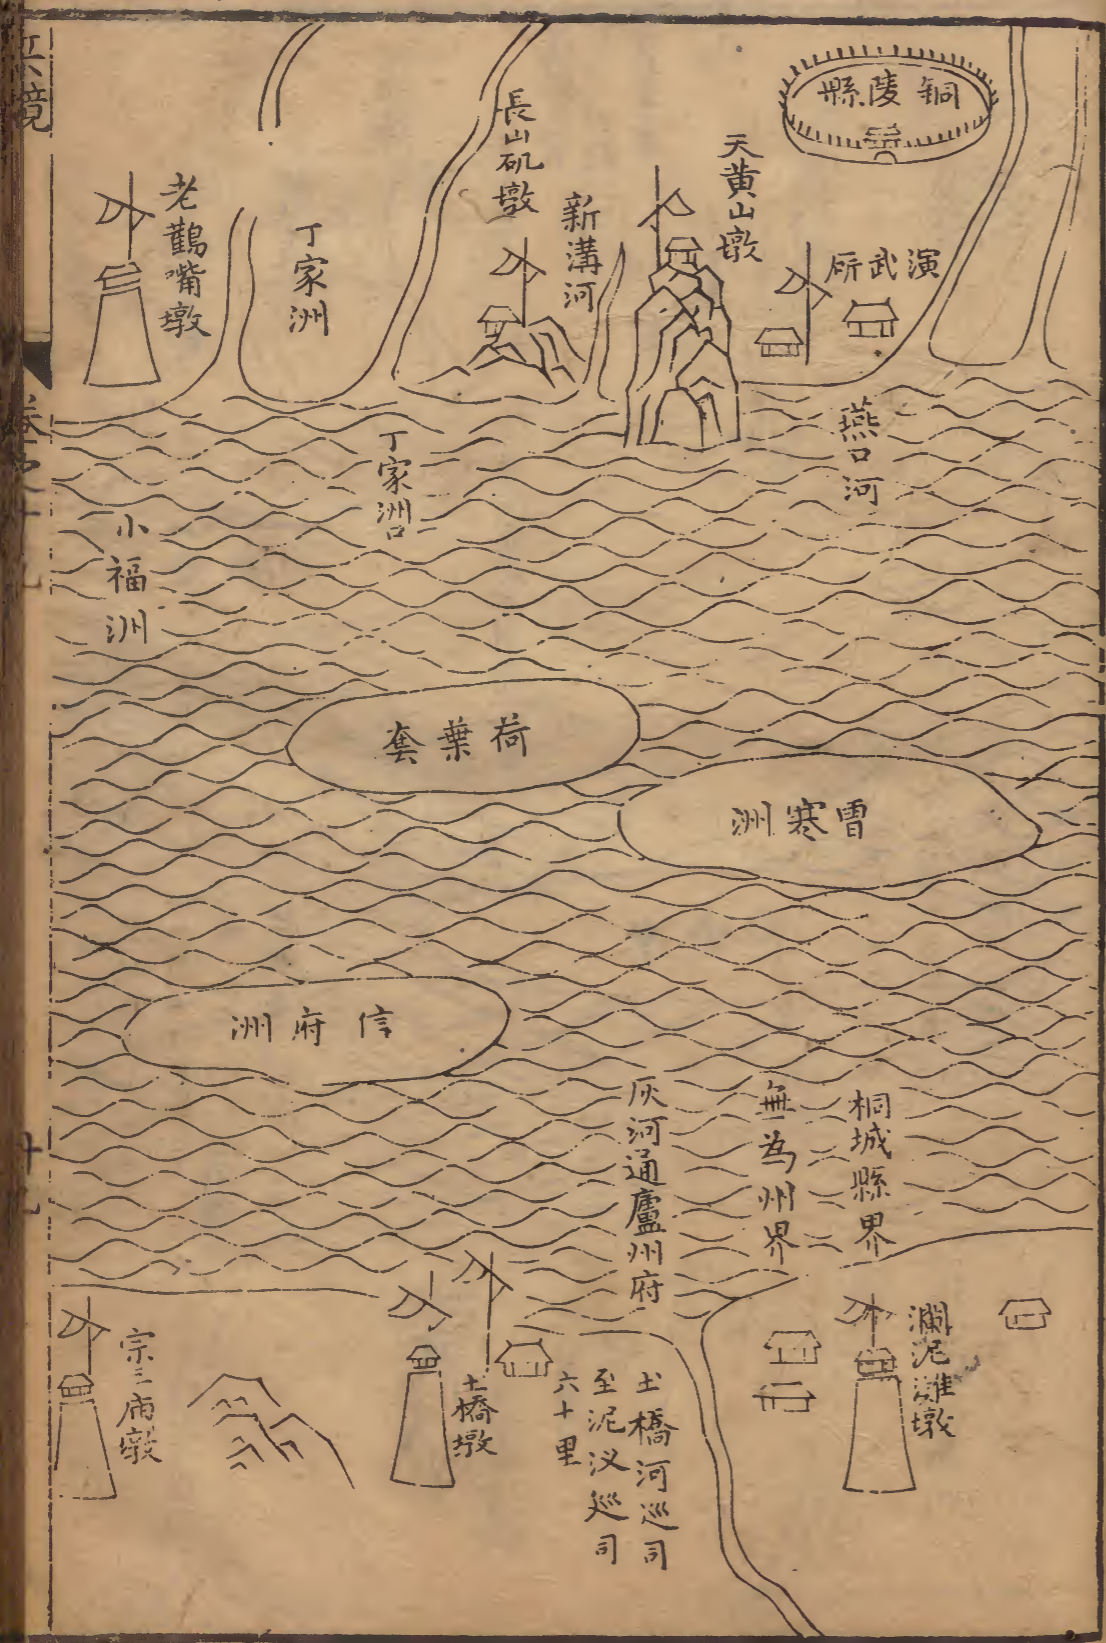 銅陵縣
演武所
天黄山墩
燕口河
新溝河
長山矶墩
丁家洲
丁家洲口
老鸛嘴墩
小福洲
荷葉套
曹寒洲
信府洲
桐城縣界
無為州界
灰河通廬州府
瀾泥灘墩
土橋河巡司
至泥汊巡司
六十里
土橋墩
宗三庙墩